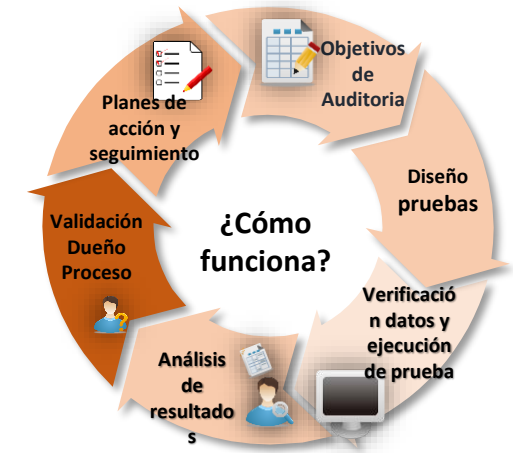 ¿Cómo
funciona?
Objetivos
de
Auditoria
Diseño
pruebas
Verificació
n datos y
ejecución
de prueba
Análisis
de
resultado
s
Validación
Dueño
Proceso
Planes de
acción y
seguimiento